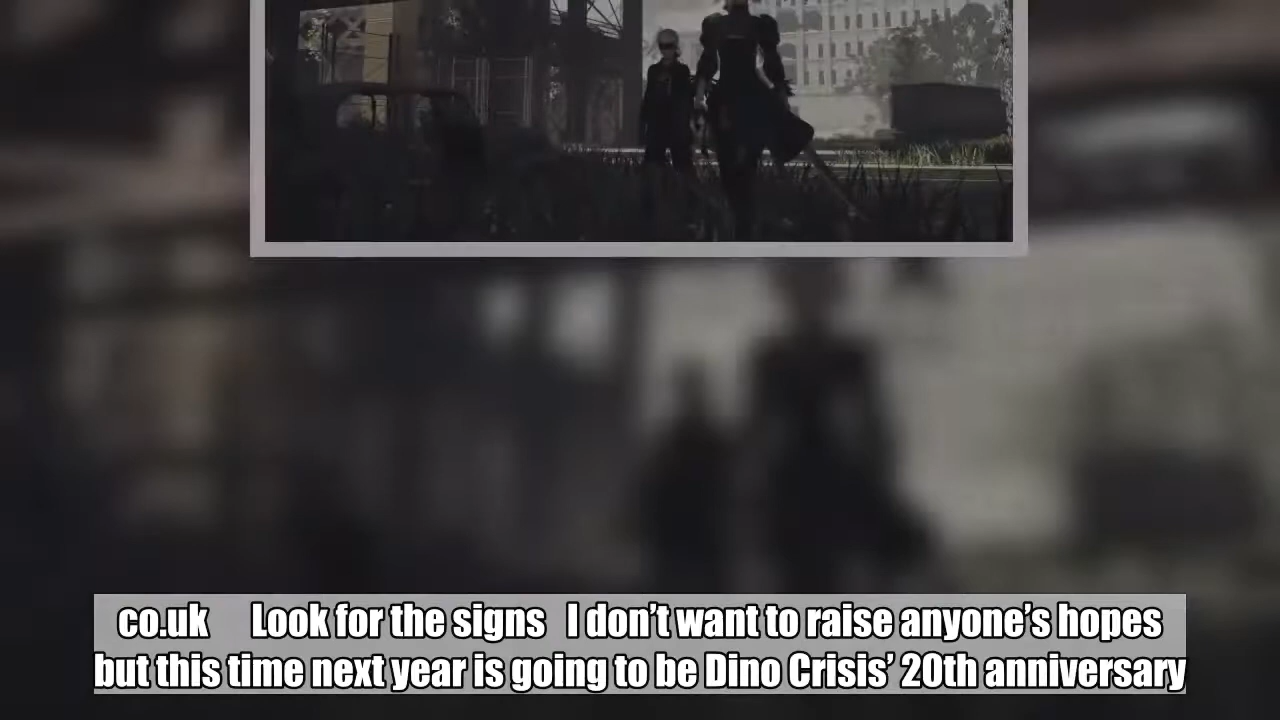 co.uk Look for the signs I don’t want to raise anyone’s hopes
but this time next year is going to be Dino Crisis’ 20th anniversary